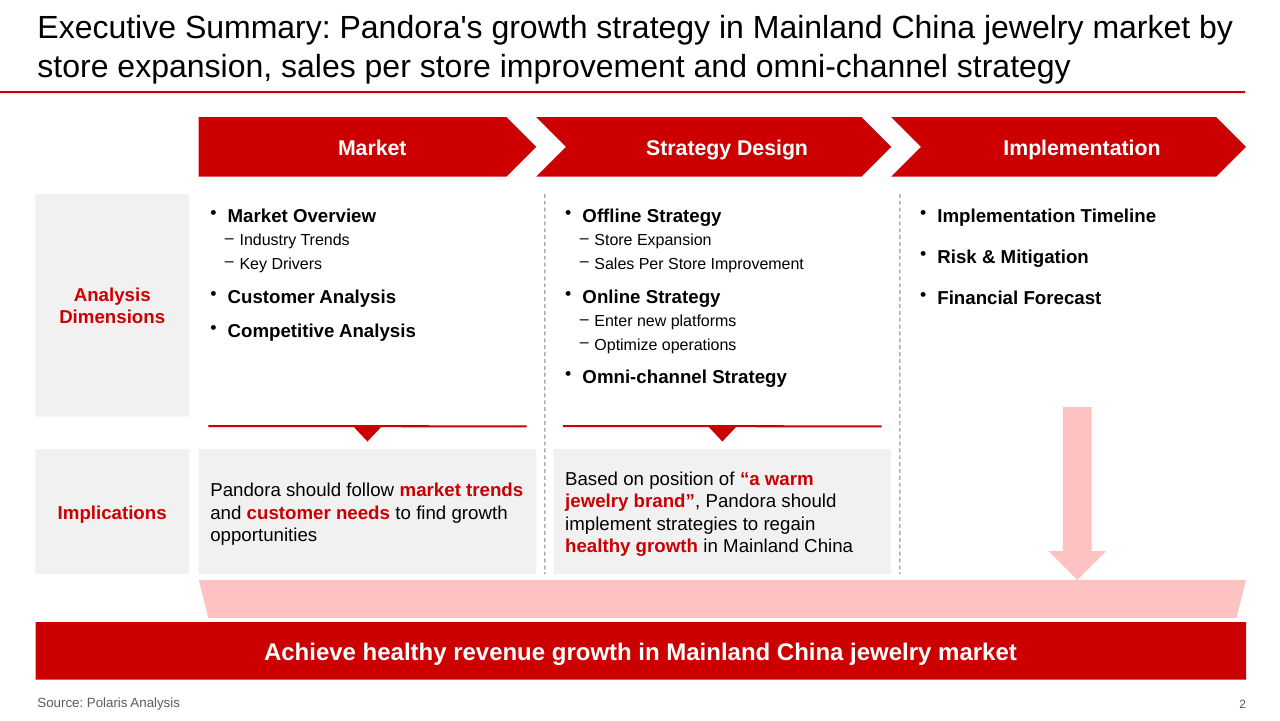 Executive Summary: Pandora's growth strategy in Mainland China jewelry market by
store expansion, sales per store improvement and omni-channel strategy
Market
Strategy Design
Implementation
Analysis
Dimensions
• Market Overview
– Industry Trends
– Key Drivers
• Customer Analysis
• Competitive Analysis
• Offline Strategy
– Store Expansion
– Sales Per Store Improvement
• Online Strategy
– Enter new platforms
– Optimize operations
• Omni-channel Strategy
• Implementation Timeline
• Risk & Mitigation
• Financial Forecast
Implications
Pandora should follow market trends
and customer needs to find growth
opportunities
Based on position of “a warm
jewelry brand”, Pandora should
implement strategies to regain
healthy growth in Mainland China
Achieve healthy revenue growth in Mainland China jewelry market
Source: Polaris Analysis
2